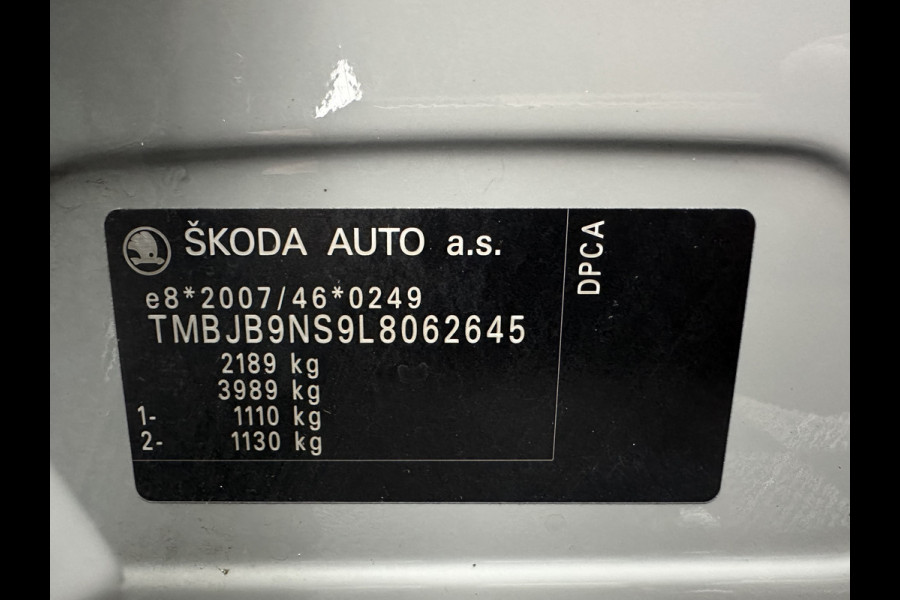 ŠKODA AUTO a.s.
e8*2007/46*0249
TMBJB9NS9L8062645
2189 kg
3989 kg
1- 1110 kg
2- 1130 kg
DPCA